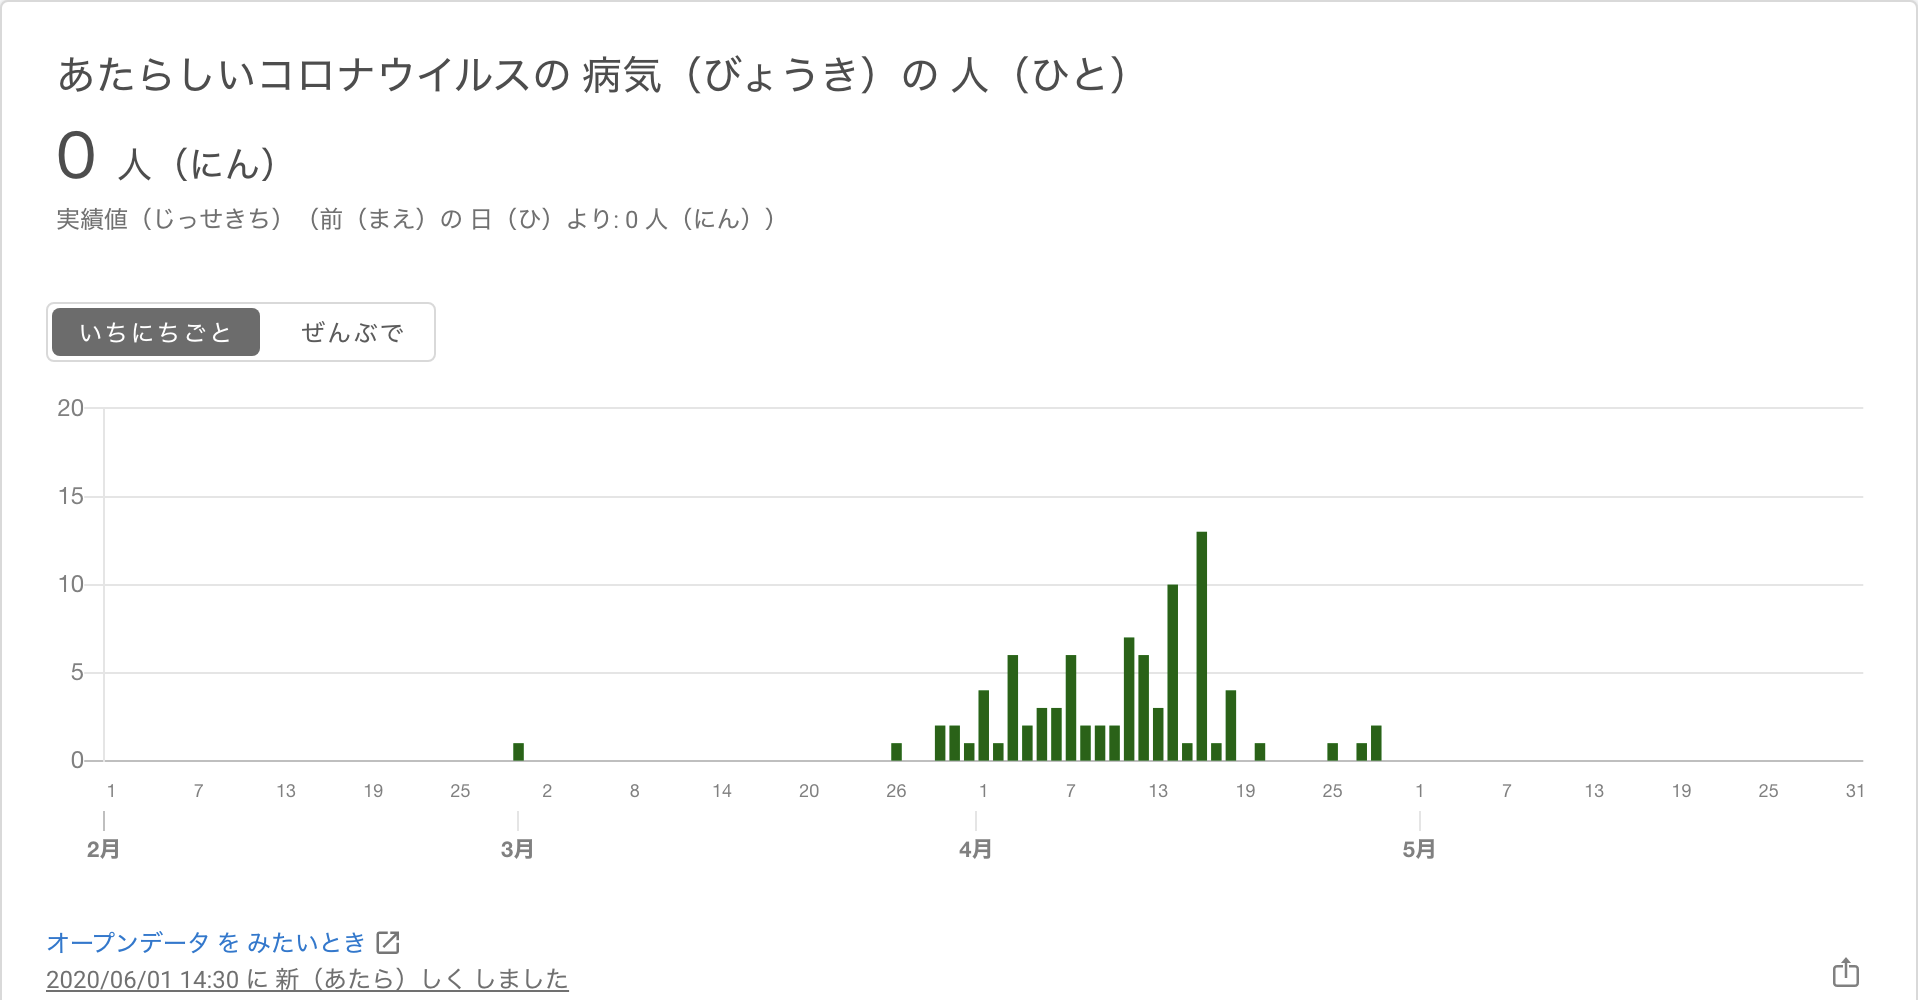 あたらしいコロナウイルスの 病気（びょうき）の 人（ひと）
0 人（にん）
実績値（じっせきち）（前（まえ）の 日（ひ）より: 0 人（にん））
いちにちごと ぜんぶで
20
15
10
5
0
1 7 13 19 25 2 8 14 20 26 1 7 13 19 25 1 7 13 19 25 31
2月 3月 4月 5月
オープンデータ を みたいとき
2020/06/01 14:30 に 新（あたら）しく しました